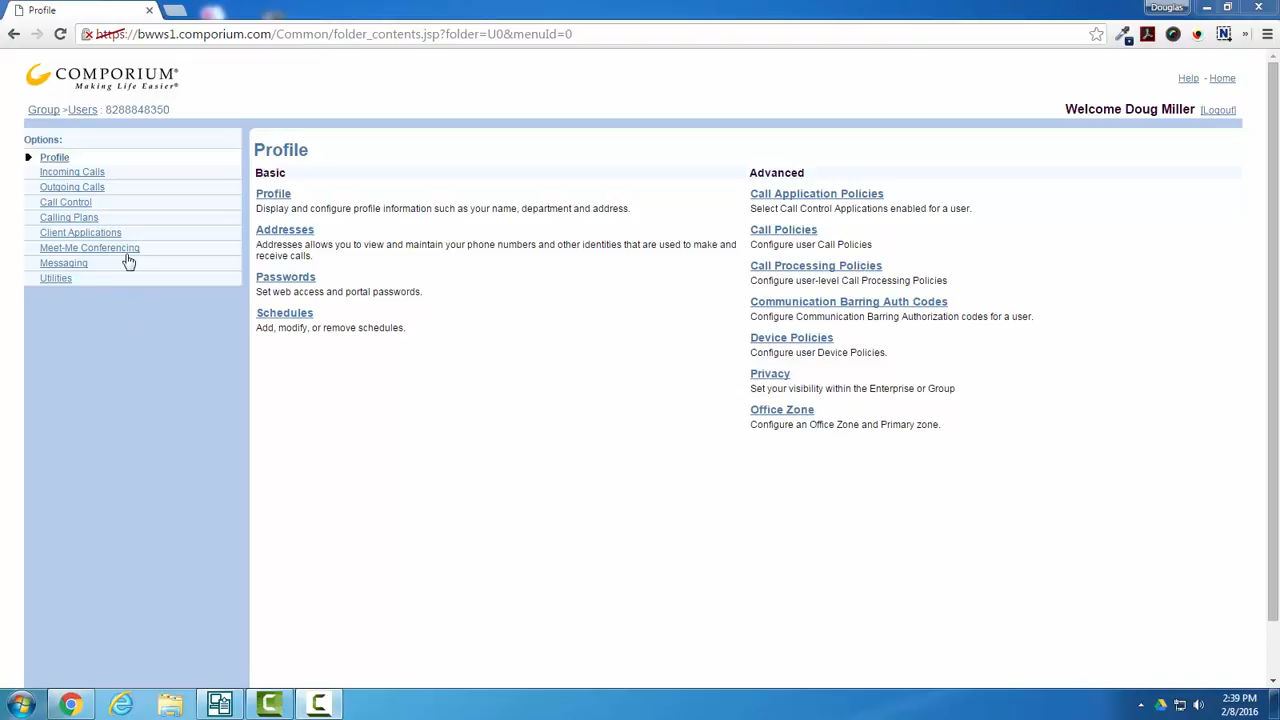 Profile
Douglas
https://bwws1.comporium.com/Common/folder_contents.jsp?folder=U0&menuId=0
COMPORIUM®
Making Life Easier®
Help - Home
Group >Users : 8288848350
Welcome Doug Miller [Logout]
Options:
Profile
Incoming Calls
Outgoing Calls
Call Control
Calling Plans
Client Applications
Meet-Me Conferencing
Messaging
Utilities
Profile
Basic
Profile
Display and configure profile information such as your name, department and address.
Addresses
Addresses allows you to view and maintain your phone numbers and other identities that are used to make and
receive calls.
Passwords
Set web access and portal passwords.
Schedules
Add, modify, or remove schedules.
Advanced
Call Application Policies
Select Call Control Applications enabled for a user.
Call Policies
Configure user Call Policies
Call Processing Policies
Configure user-level Call Processing Policies
Communication Barring Auth Codes
Configure Communication Barring Authorization codes for a user.
Device Policies
Configure user Device Policies.
Privacy
Set your visibility within the Enterprise or Group
Office Zone
Configure an Office Zone and Primary zone.
2:39 PM
2/8/2016